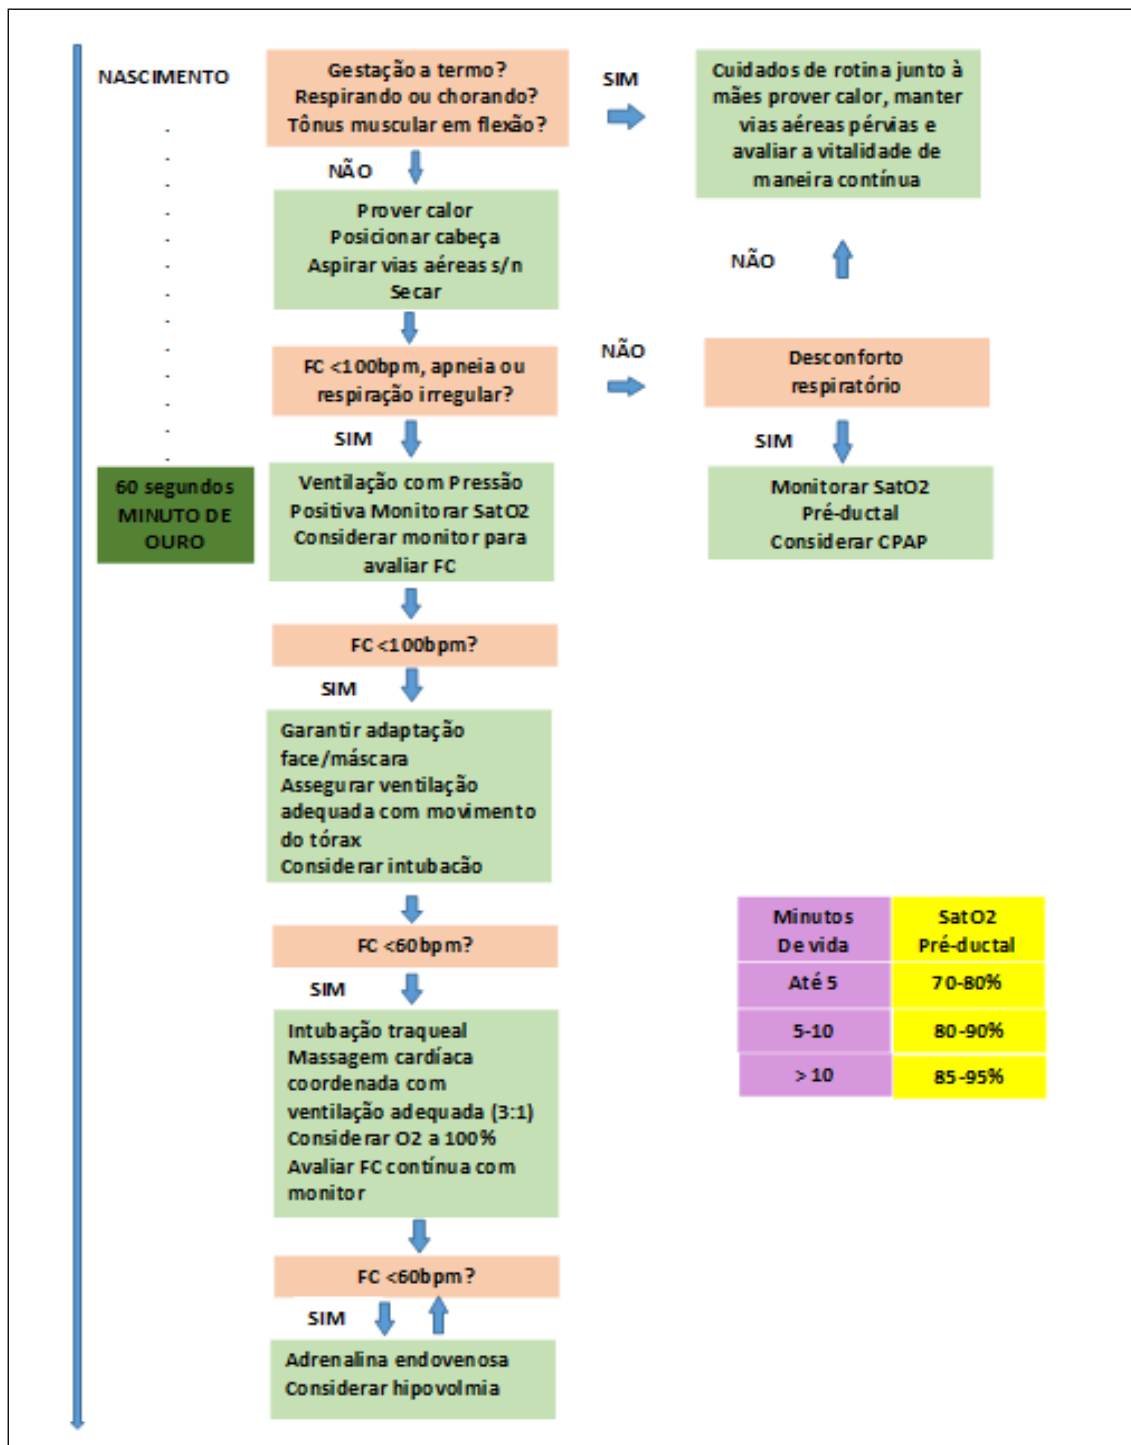 NASCIMENTO
Gestação a termo?
Respirando ou chorando?
Tônus muscular em flexão?
SIM
Cuidados de rotina junto à
mães prover calor, manter
vias aéreas pérvias e
avaliar a vitalidade de
maneira contínua
NÃO
Prover calor
Posicionar cabeça
Aspirar vias aéreas s/n
Secar
NÃO
FC <100bpm, apneia ou
respiração irregular?
NÃO
Desconforto
respiratório
SIM
SIM
60 segundos
MINUTO DE
OURO
Ventilação com Pressão
Positiva Monitorar SatO2
Considerar monitor para
avaliar FC
Monitorar SatO2
Pré-ductal
Considerar CPAP
FC <100bpm?
SIM
Garantir adaptação
face/máscara
Assegurar ventilação
adequada com movimento
do tórax
Considerar intubacão
FC <60bpm?
SIM
Minutos De vida SatO2 Pré-ductal
Até 5 70-80%
5-10 80-90%
> 10 85-95%
Intubação traqueal
Massagem cardíaca
coordenada com
ventilação adequada (3:1)
Considerar O2 a 100%
Avaliar FC contínua com
monitor
FC <60bpm?
SIM
Adrenalina endovenosa
Considerar hipovolmia